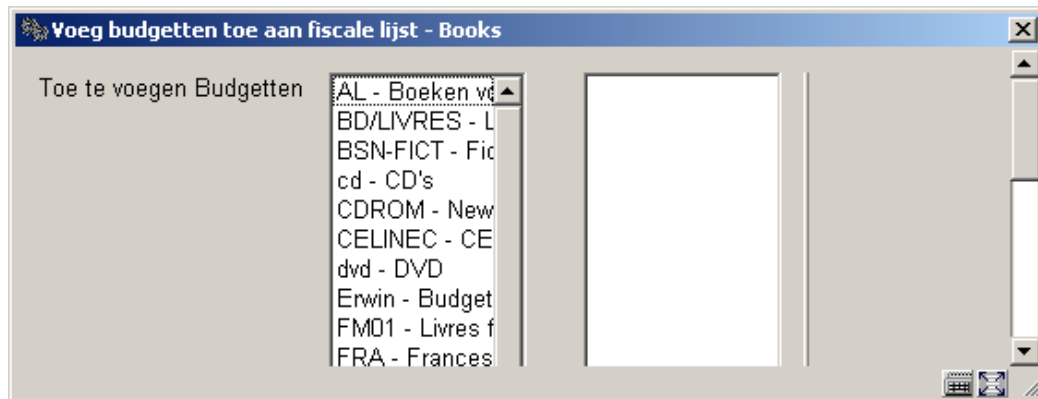 Voeg budgetten toe aan fiscale lijst - Books
Toe te voegen Budgetten
AL - Boeken vo
BD/LIVRES - L
BSN-FICT - Fic
cd - CD's
CDROM - New
CELINEC - CE
dvd - DVD
Erwin - Budget
FM01 - Livres f
FRA - Frances